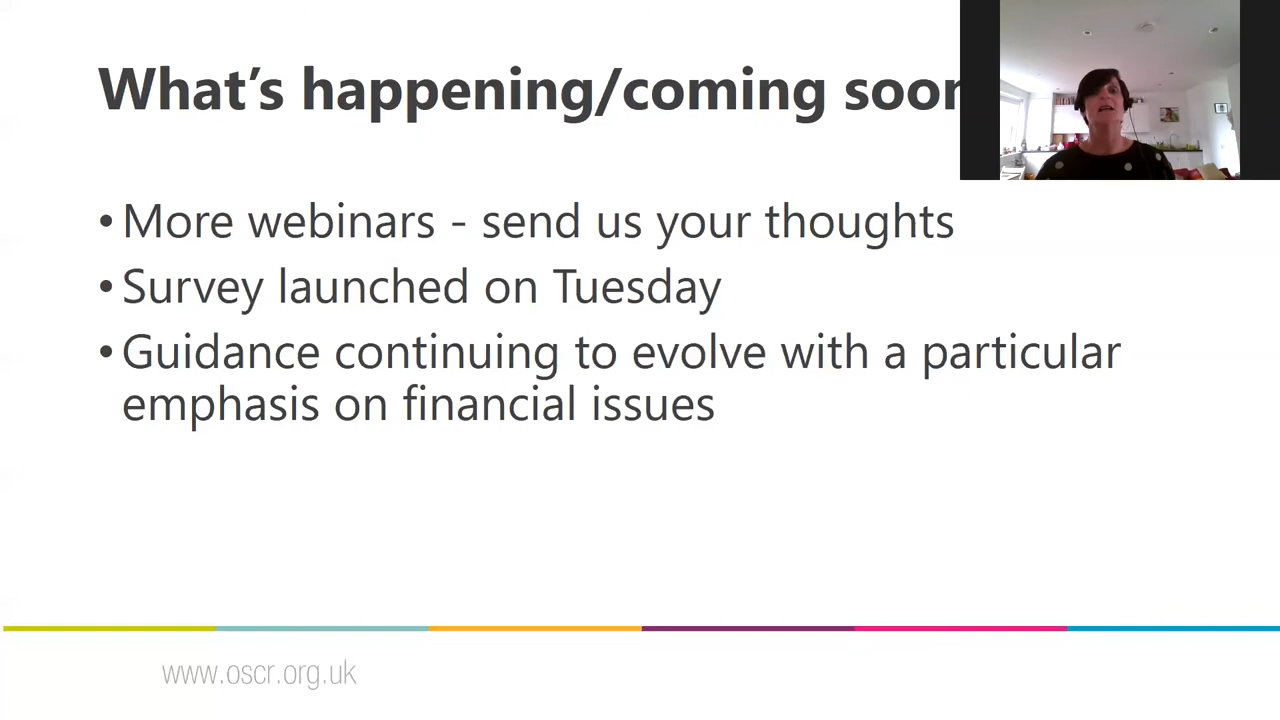 What's happening/coming soon
• More webinars - send us your thoughts
• Survey launched on Tuesday
• Guidance continuing to evolve with a particular
emphasis on financial issues
www.oscr.org.uk